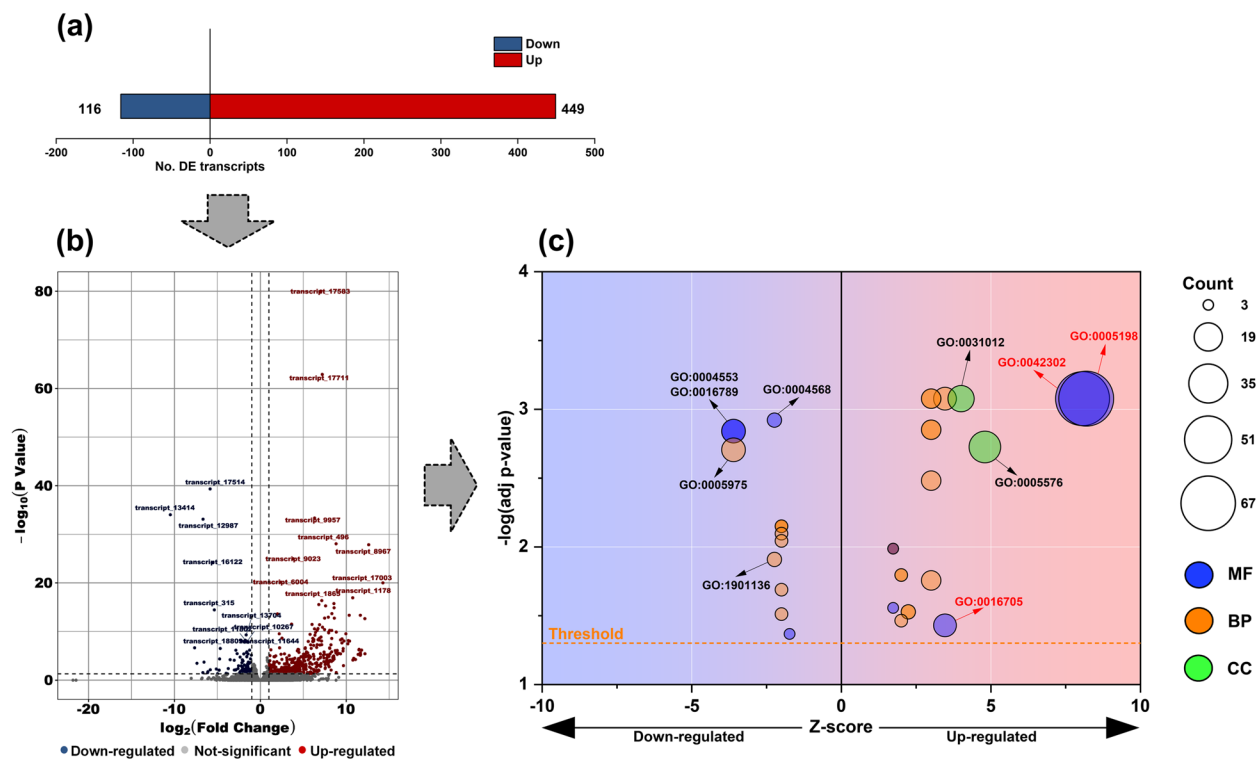 (a)
Down
Up
116
449
-200 -100 0 100 200 300 400 500
No. DE transcripts
(b)
80
60
40
20
0
-20 -10 0 10
− log10(P Value)
log2(Fold Change)
transcript_17583
transcript_17711
transcript_17514
transcript_13414
transcript_12987
transcript_9957
transcript_496
transcript_8967
transcript_16122
transcript_9023
transcript_6004
transcript_17003
transcript_1178
transcript_1865
transcript_315
transcript_13704
transcript_10267
transcript_11644
Down-regulated Not-significant Up-regulated
(c)
4
3
2
1
-log(adj p-value)
GO:0005198
GO:0042302
GO:0031012
GO:0004553
GO:0016789
GO:0004568
GO:0005975
GO:0005576
GO:1901136
GO:0016705
Threshold
-10 -5 0 5 10
Z-score
Down-regulated Up-regulated
Count
3
19
35
51
67
MF
BP
CC